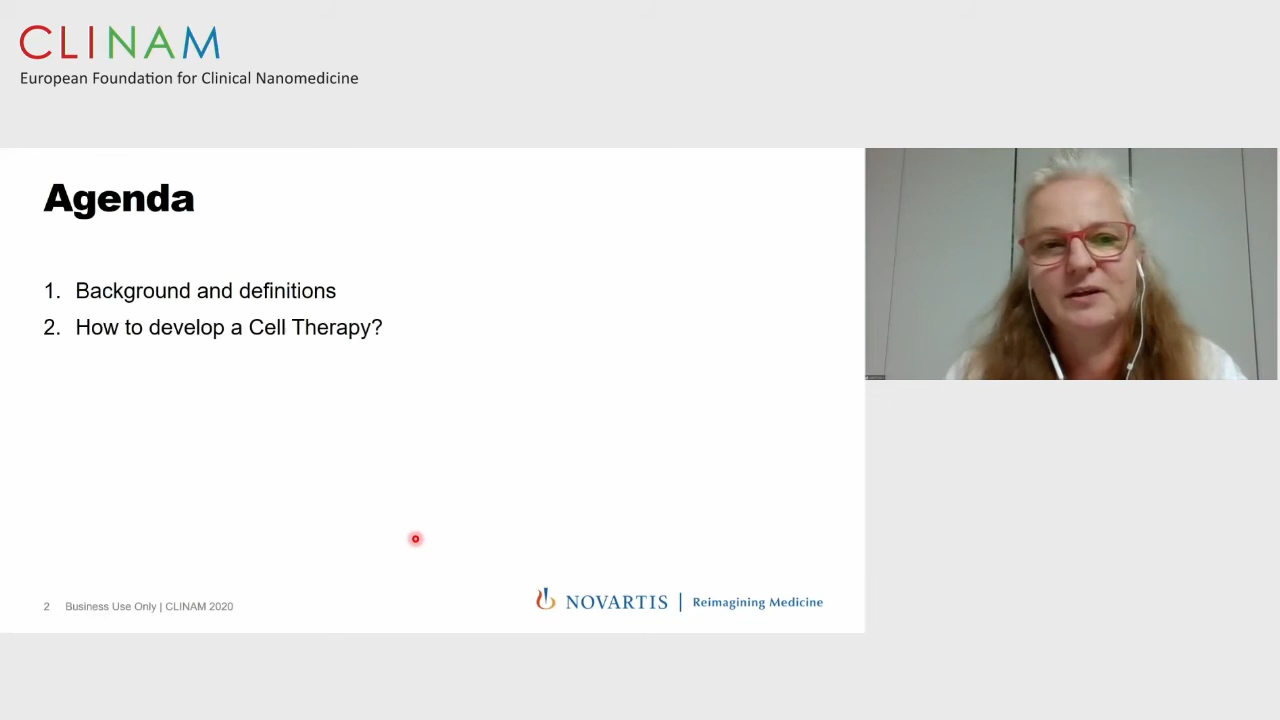 CLINAM
European Foundation for Clinical Nanomedicine
Agenda
1. Background and definitions
2. How to develop a Cell Therapy?
2 Business Use Only | CLINAM 2020
NOVARTIS | Reimagining Medicine